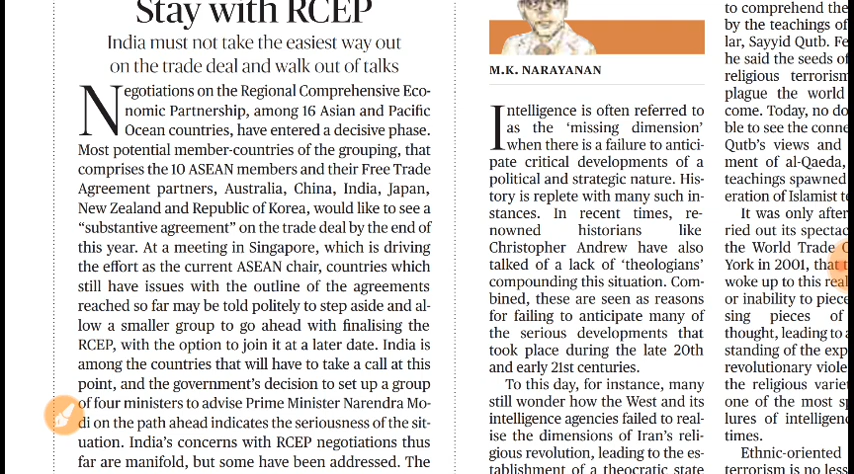 Stay with RCEP
India must not take the easiest way out
on the trade deal and walk out of talks
Negotiations on the Regional Comprehensive Eco-
nomic Partnership, among 16 Asian and Pacific
Ocean countries, have entered a decisive phase.
Most potential member-countries of the grouping, that
comprises the 10 ASEAN members and their Free Trade
Agreement partners, Australia, China, India, Japan,
New Zealand and Republic of Korea, would like to see a
“substantive agreement” on the trade deal by the end of
this year. At a meeting in Singapore, which is driving
the effort as the current ASEAN chair, countries which
still have issues with the outline of the agreements
reached so far may be told politely to step aside and al-
low a smaller group to go ahead with finalising the
RCEP, with the option to join it at a later date. India is
among the countries that will have to take a call at this
point, and the government’s decision to set up a group
of four ministers to advise Prime Minister Narendra Mo-
di on the path ahead indicates the seriousness of the sit-
uation. India’s concerns with RCEP negotiations thus
far are manifold, but some have been addressed. The
M.K. NARAYANAN
Intelligence is often referred to
as the ‘missing dimension’
when there is a failure to antici-
pate critical developments of a
political and strategic nature. His-
tory is replete with many such in-
stances. In recent times, re-
nowned historians like
Christopher Andrew have also
talked of a lack of ‘theologians’
compounding this situation. Com-
bined, these are seen as reasons
for failing to anticipate many of
the serious developments that
took place during the late 20th
and early 21st centuries.
To this day, for instance, many
still wonder how the West and its
intelligence agencies failed to real-
ise the dimensions of Iran’s reli-
gious revolution, leading to the es-
tablishment of a theocratic state
to comprehend the
by the teachings of
lar, Sayyid Qutb. Fe
he said the seeds of
religious terrorism
plague the world
come. Today, no do
ble to see the conne
Qutb’s views and
ment of al-Qaeda,
teachings spawned
eration of Islamist
It was only after
ried out its spectac
the World Trade
York in 2001, that
woke up to this real
or inability to piece
sing pieces of
thought, leading to
standing of the exp
revolutionary viole
the religious varie
one of the most
lures of intelligen
times.
Ethnic-oriented
terrorism is no less